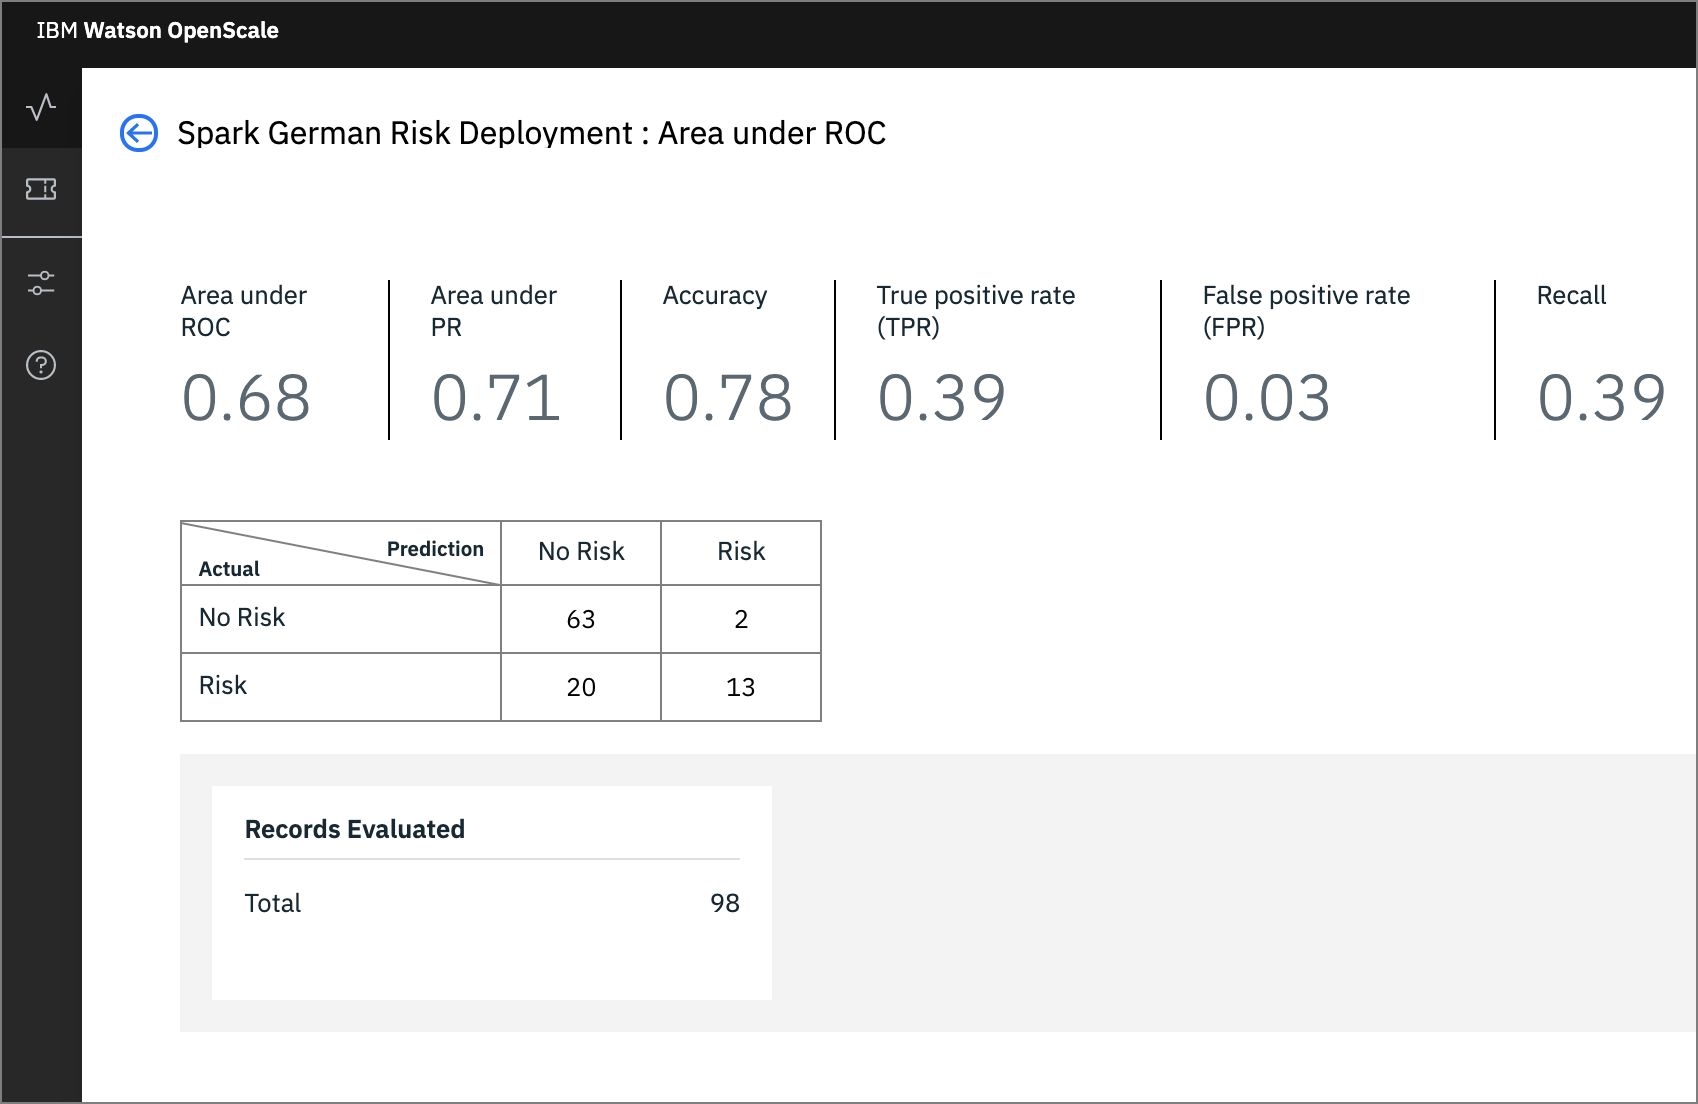 IBM Watson OpenScale
Spark German Risk Deployment : Area under ROC
Area under
ROC
0.68
Area under
PR
0.71
Accuracy
0.78
True positive rate
(TPR)
0.39
False positive rate
(FPR)
0.03
Recall
0.39
Prediction
Actual
No Risk
Risk
No Risk 63 2
Risk 20 13
Records Evaluated
Total 98
?